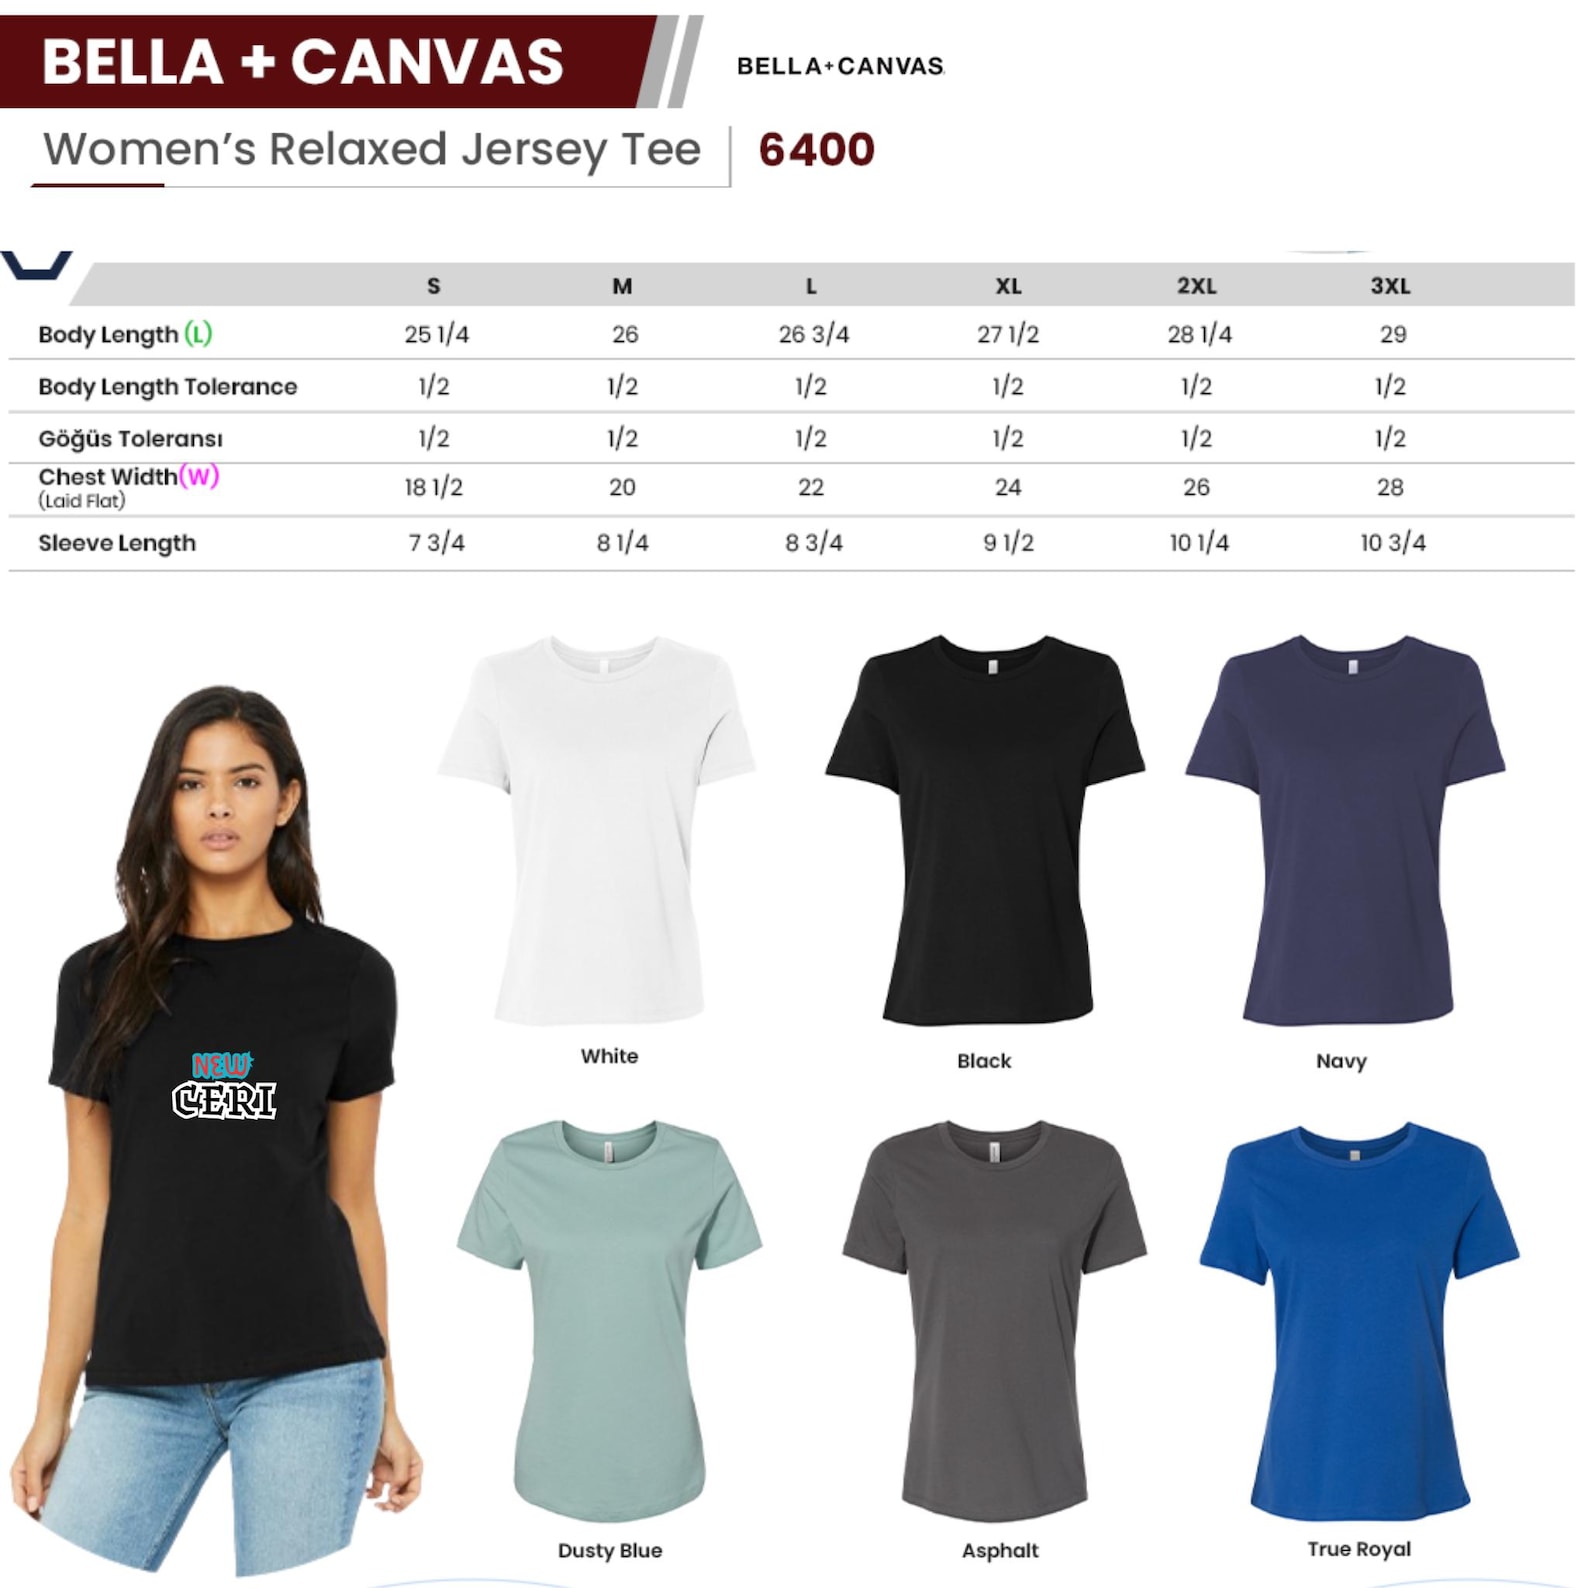 BELLA + CANVAS
BELLA+CANVAS
Women's Relaxed Jersey Tee 6400
S M L XL 2XL 3XL
Body Length (L) 25 1/4 26 26 3/4 27 1/2 28 1/4 29
Body Length Tolerance 1/2 1/2 1/2 1/2 1/2 1/2
Göğüs Toleransı 1/2 1/2 1/2 1/2 1/2 1/2
Chest Width(W)
(Laid Flat) 18 1/2 20 22 24 26 28
Sleeve Length 7 3/4 8 1/4 8 3/4 9 1/2 10 1/4 10 3/4
NEW
CERI
White Black Navy
Dusty Blue Asphalt True Royal